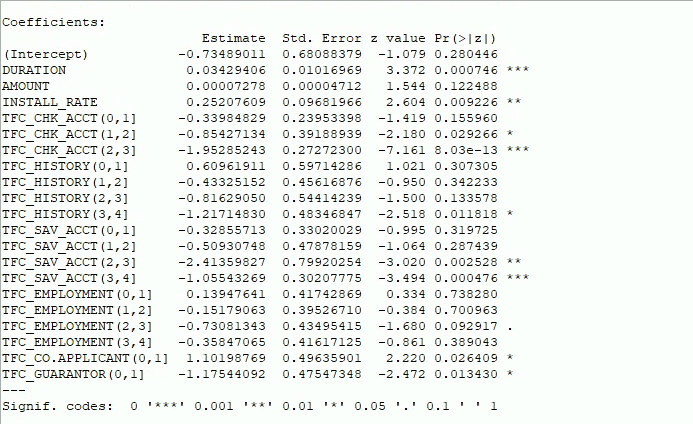 Coefficients:
Estimate Std. Error z value Pr(>|z|)
(Intercept) -0.73489011 0.68088379 -1.079 0.280446
DURATION 0.03429406 0.01016969 3.372 0.000746 ***
AMOUNT 0.00007278 0.00004712 1.544 0.122488
INSTALL_RATE 0.25207609 0.09681966 2.604 0.009226 **
TFC_CHK_ACCT(0,1] -0.33984829 0.23953398 -1.419 0.155960
TFC_CHK_ACCT(1,2] -0.85427134 0.39188939 -2.180 0.029266 *
TFC_CHK_ACCT(2,3] -1.95285243 0.27272300 -7.161 8.03e-13 ***
TFC_HISTORY(0,1] 0.60961911 0.59714286 1.021 0.307305
TFC_HISTORY(1,2] -0.43325152 0.45616876 -0.950 0.342233
TFC_HISTORY(2,3] -0.81629050 0.54414239 -1.500 0.133578
TFC_HISTORY(3,4] -1.21714830 0.48346847 -2.518 0.011818 *
TFC_SAV_ACCT(0,1] -0.32855713 0.33020029 -0.995 0.319725
TFC_SAV_ACCT(1,2] -0.50930748 0.47878159 -1.064 0.287439
TFC_SAV_ACCT(2,3] -2.41359827 0.79920254 -3.020 0.002528 **
TFC_SAV_ACCT(3,4] -1.05543269 0.30207775 -3.494 0.000476 ***
TFC_EMPLOYMENT(0,1] 0.13947641 0.41742869 0.334 0.738280
TFC_EMPLOYMENT(1,2] -0.15179063 0.39526710 -0.384 0.700963
TFC_EMPLOYMENT(2,3] -0.73081343 0.43495415 -1.680 0.092917 .
TFC_EMPLOYMENT(3,4] -0.35847065 0.41617125 -0.861 0.389043
TFC_CO.APPLICANT(0,1] 1.10198769 0.49635901 2.220 0.026409 *
TFC_GUARANTOR(0,1] -1.17544092 0.47547348 -2.472 0.013430 *
---
Signif. codes: 0 '***' 0.001 '**' 0.01 '*' 0.05 '.' 0.1 ' ' 1